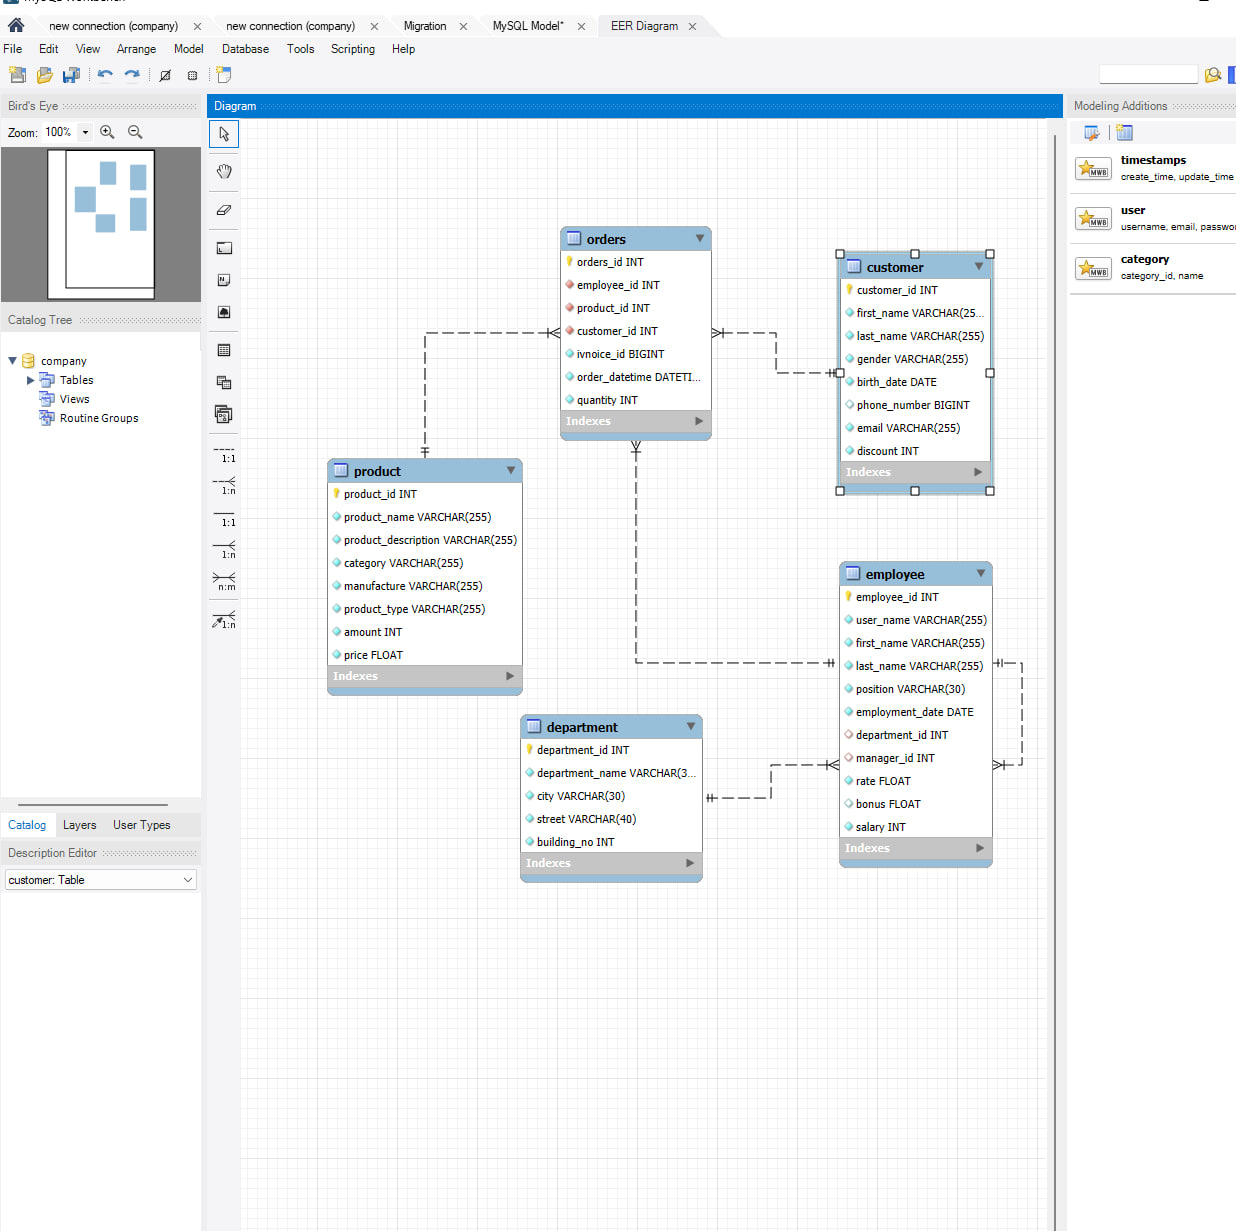 new connection (company) new connection (company) Migration MySQL Model* EER Diagram
File Edit View Arrange Model Database Tools Scripting Help
Bird's Eye
Zoom: 100%
Catalog Tree
company
Tables
Views
Routine Groups
Catalog Layers User Types
Description Editor
customer: Table
Diagram
1:1
1:n
1:1
1:n
n:m
1:n
orders
orders_id INT
employee_id INT
product_id INT
customer_id INT
ivnoice_id BIGINT
order_datetime DATETI...
quantity INT
Indexes
customer
customer_id INT
first_name VARCHAR(25...
last_name VARCHAR(255)
gender VARCHAR(255)
birth_date DATE
phone_number BIGINT
email VARCHAR(255)
discount INT
Indexes
product
product_id INT
product_name VARCHAR(255)
product_description VARCHAR(255)
category VARCHAR(255)
manufacture VARCHAR(255)
product_type VARCHAR(255)
amount INT
price FLOAT
Indexes
employee
employee_id INT
user_name VARCHAR(255)
first_name VARCHAR(255)
last_name VARCHAR(255)
position VARCHAR(30)
employment_date DATE
department_id INT
manager_id INT
rate FLOAT
bonus FLOAT
salary INT
Indexes
department
department_id INT
department_name VARCHAR(3...
city VARCHAR(30)
street VARCHAR(40)
building_no INT
Indexes
Modeling Additions
MWB
timestamps
create_time, update_time
MWB
user
username, email, passwo
MWB
category
category_id, name